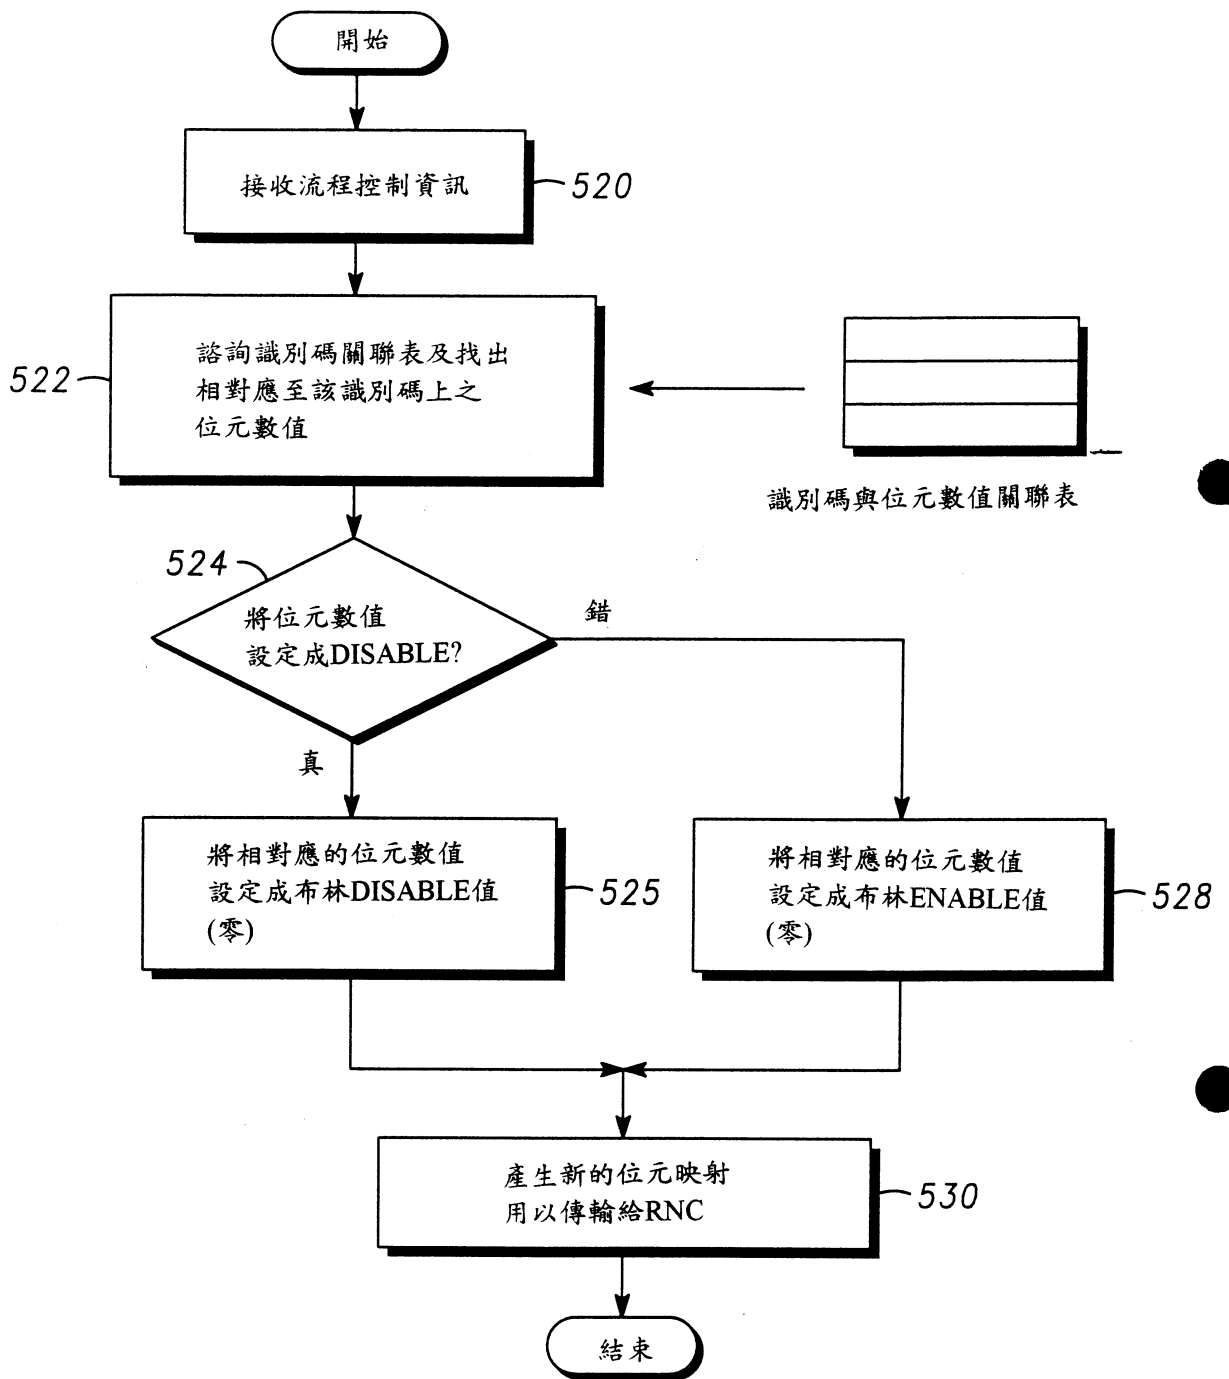 開始
接收流程控制資訊
520
諮詢識別碼關聯表及找出
相對應至該識別碼上之
位元數值
522
識別碼與位元數值關聯表
524
將位元數值
設定成DISABLE?
錯
真
將相對應的位元數值
設定成布林DISABLE值
(零)
525
將相對應的位元數值
設定成布林ENABLE值
(零)
528
產生新的位元映射
用以傳輸給RNC
530
結束